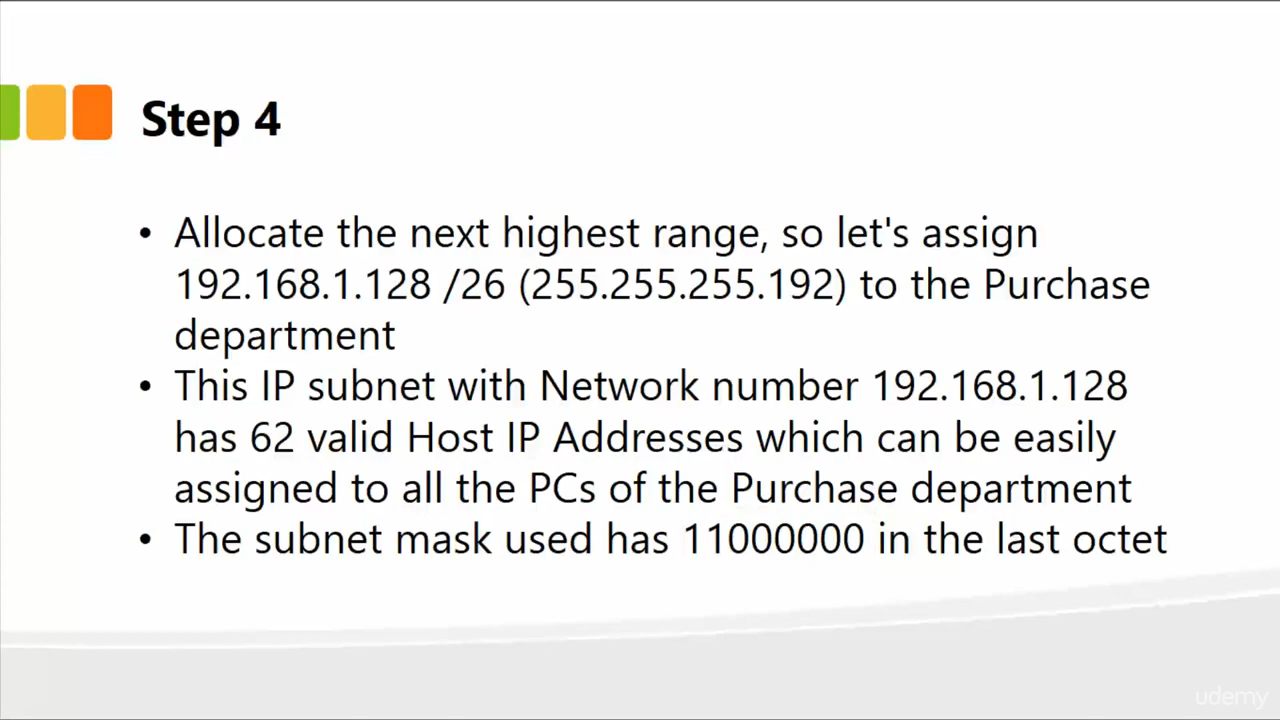 Step 4
• Allocate the next highest range, so let's assign
192.168.1.128 /26 (255.255.255.192) to the Purchase
department
• This IP subnet with Network number 192.168.1.128
has 62 valid Host IP Addresses which can be easily
assigned to all the PCs of the Purchase department
• The subnet mask used has 11000000 in the last octet
udemy